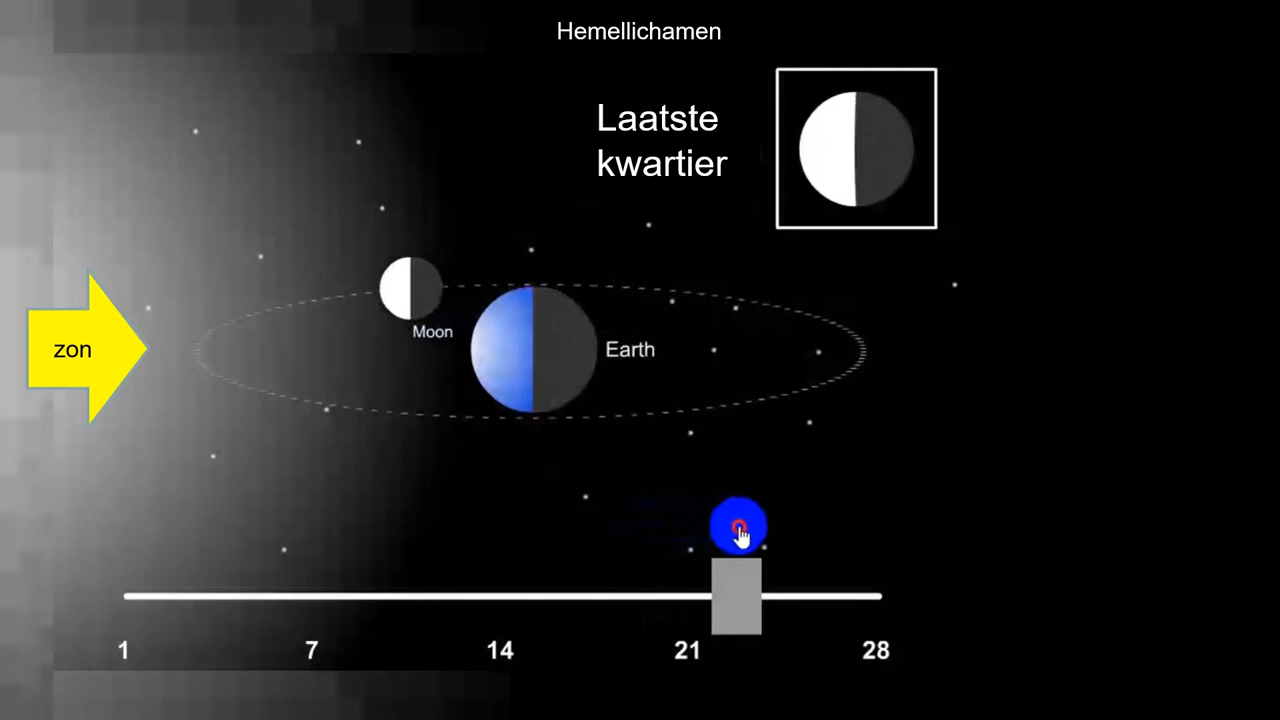 Hemellichamen
Laatste
kwartier
Moon
zon
Earth
1 7 14 21 28